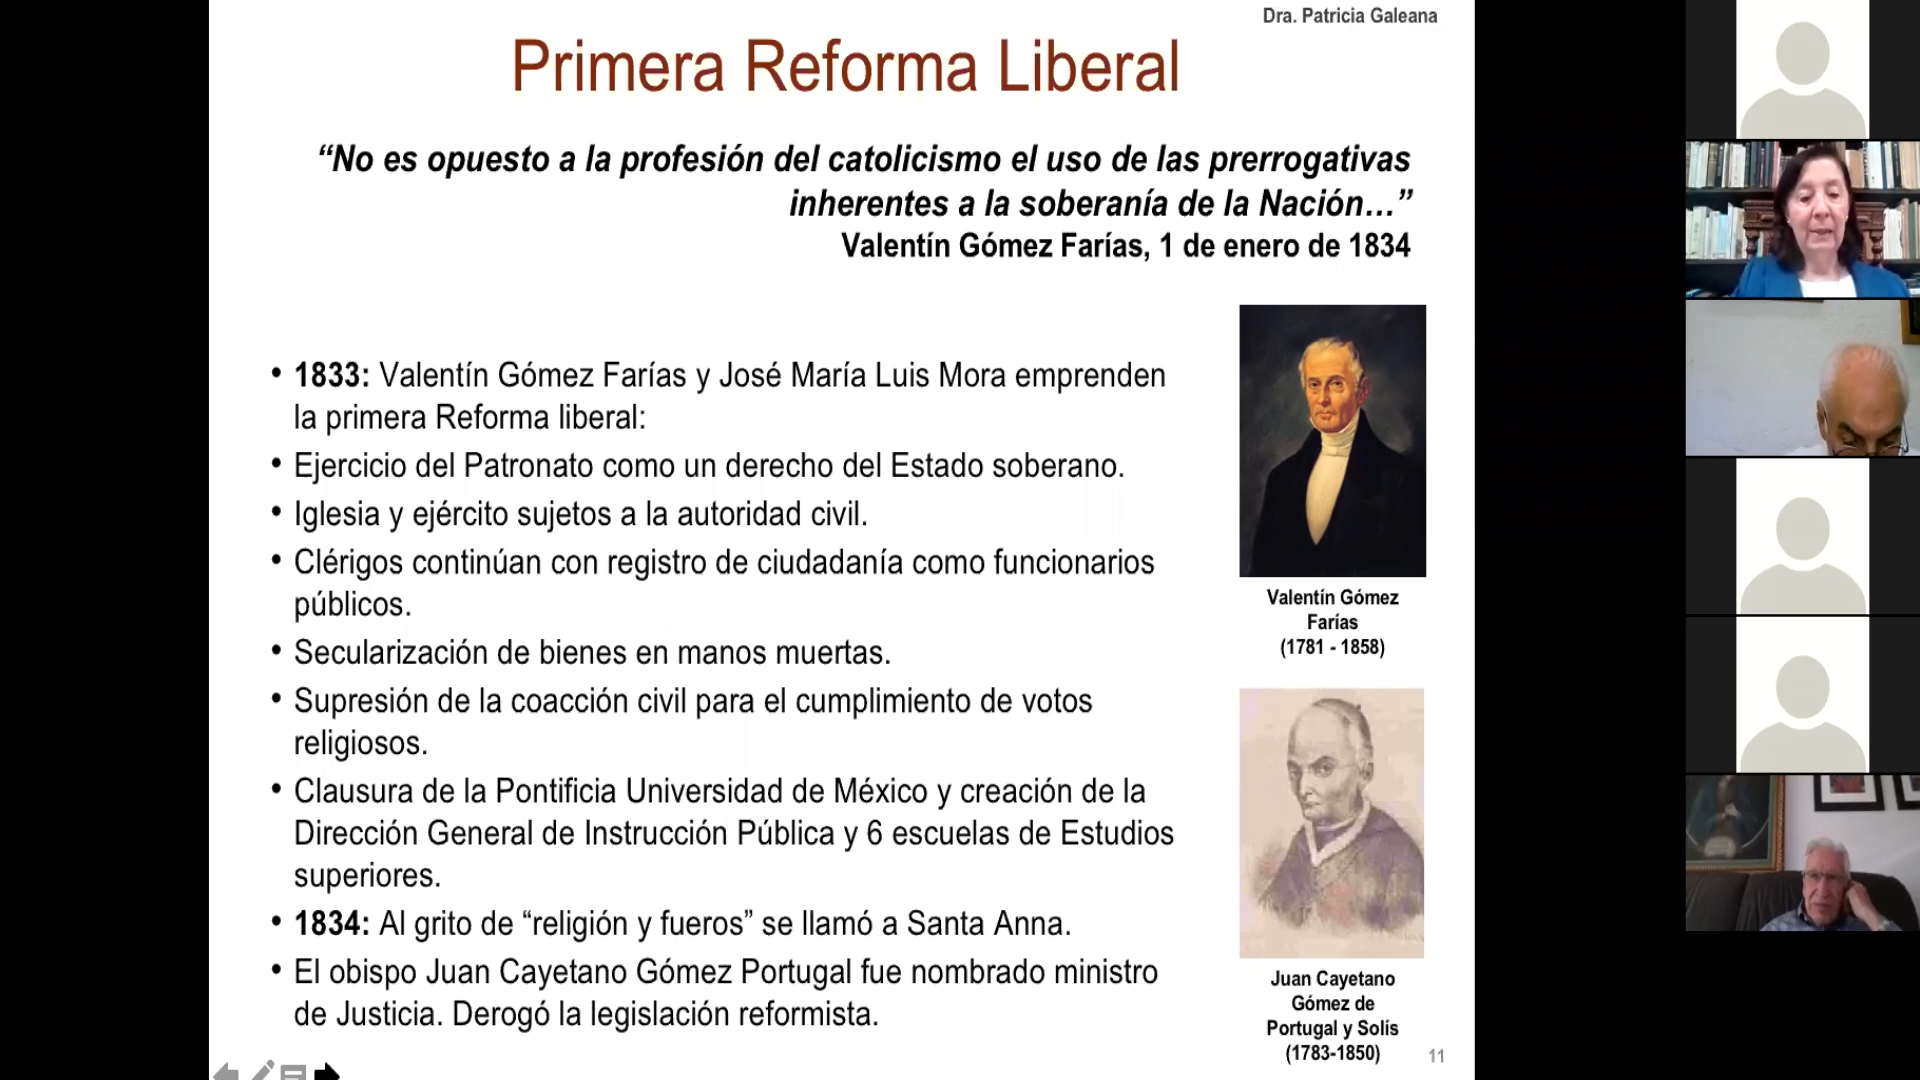 Dra. Patricia Galeana
Primera Reforma Liberal
“No es opuesto a la profesión del catolicismo el uso de las prerrogativas
inherentes a la soberanía de la Nación…”
Valentín Gómez Farías, 1 de enero de 1834
• 1833: Valentín Gómez Farías y José María Luis Mora emprenden
la primera Reforma liberal:
• Ejercicio del Patronato como un derecho del Estado soberano.
• Iglesia y ejército sujetos a la autoridad civil.
• Clérigos continúan con registro de ciudadanía como funcionarios
públicos.
• Secularización de bienes en manos muertas.
• Supresión de la coacción civil para el cumplimiento de votos
religiosos.
• Clausura de la Pontificia Universidad de México y creación de la
Dirección General de Instrucción Pública y 6 escuelas de Estudios
superiores.
• 1834: Al grito de “religión y fueros” se llamó a Santa Anna.
• El obispo Juan Cayetano Gómez Portugal fue nombrado ministro
de Justicia. Derogó la legislación reformista.
Valentín Gómez
Farías
(1781 - 1858)
Juan Cayetano
Gómez de
Portugal y Solís
(1783-1850)
11